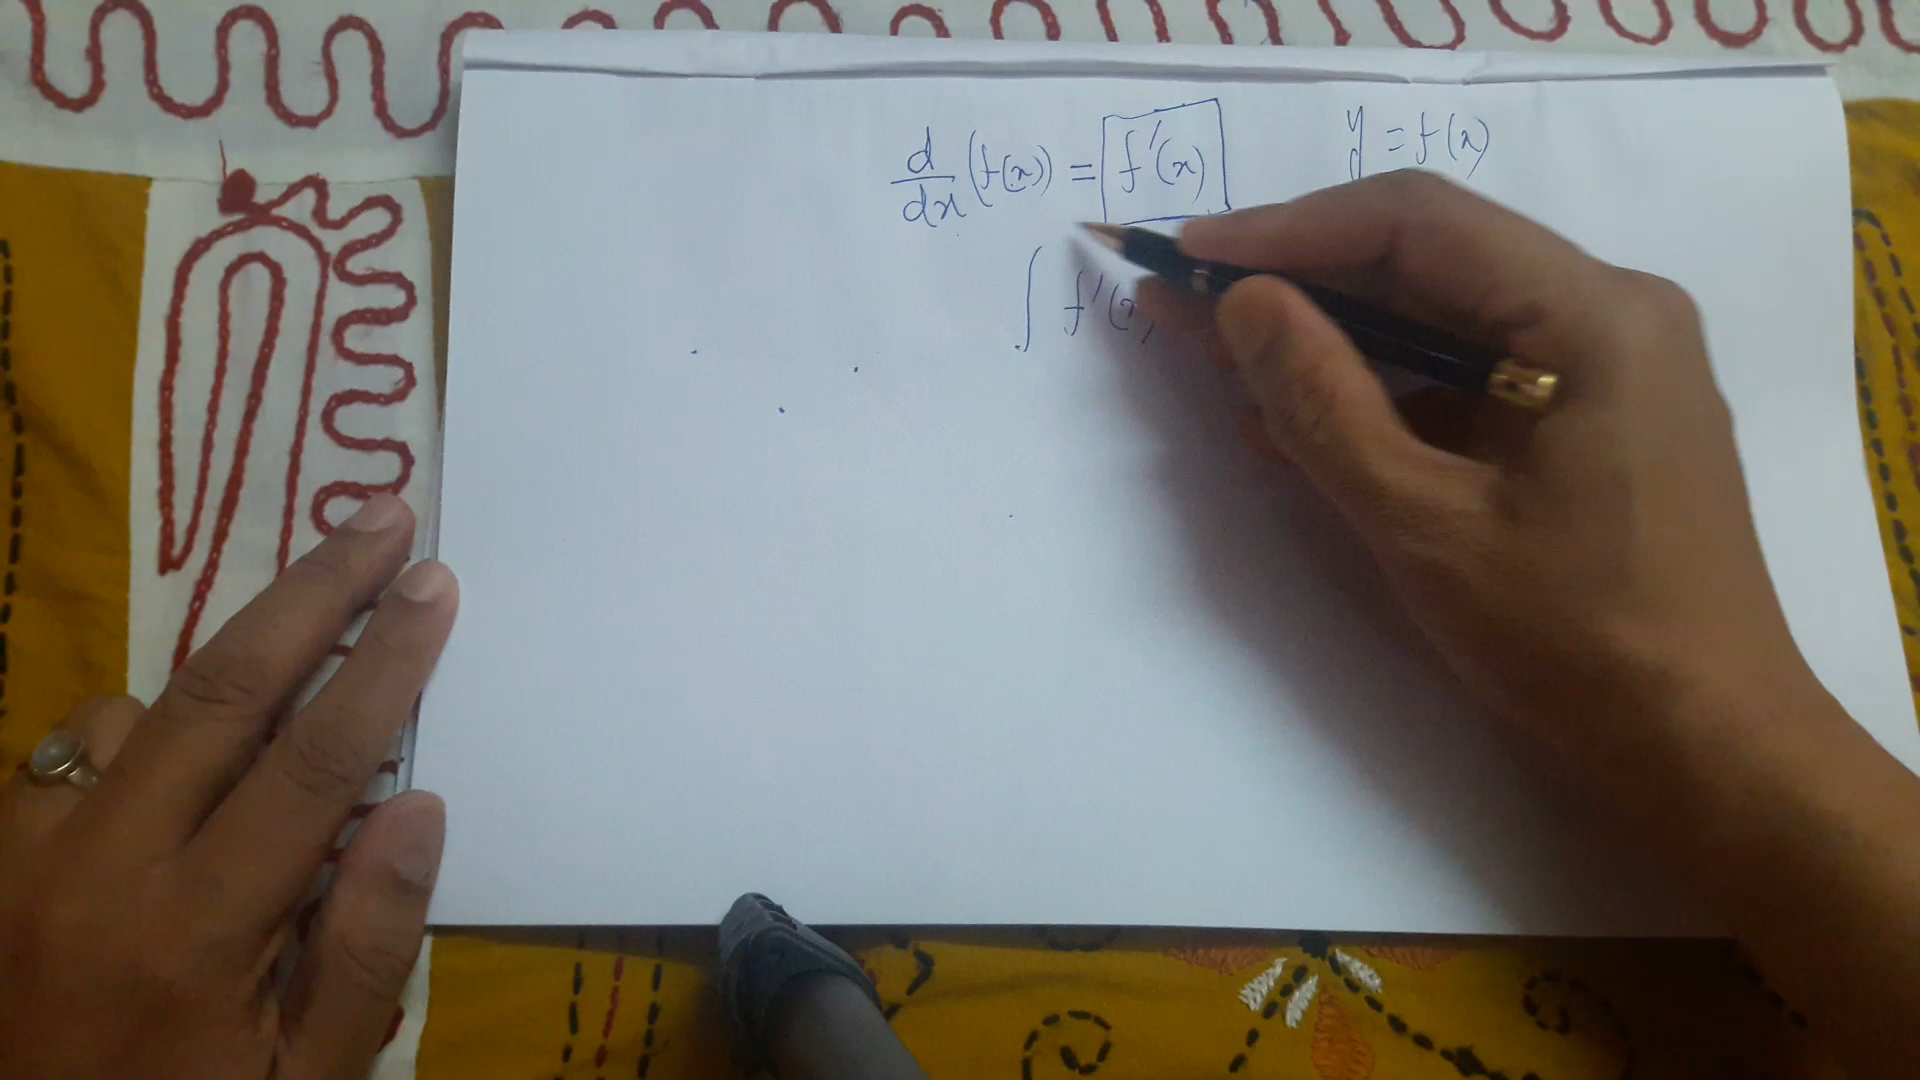 d/dx (f(x)) = f'(x) y = f(x)
∫ f'(x)